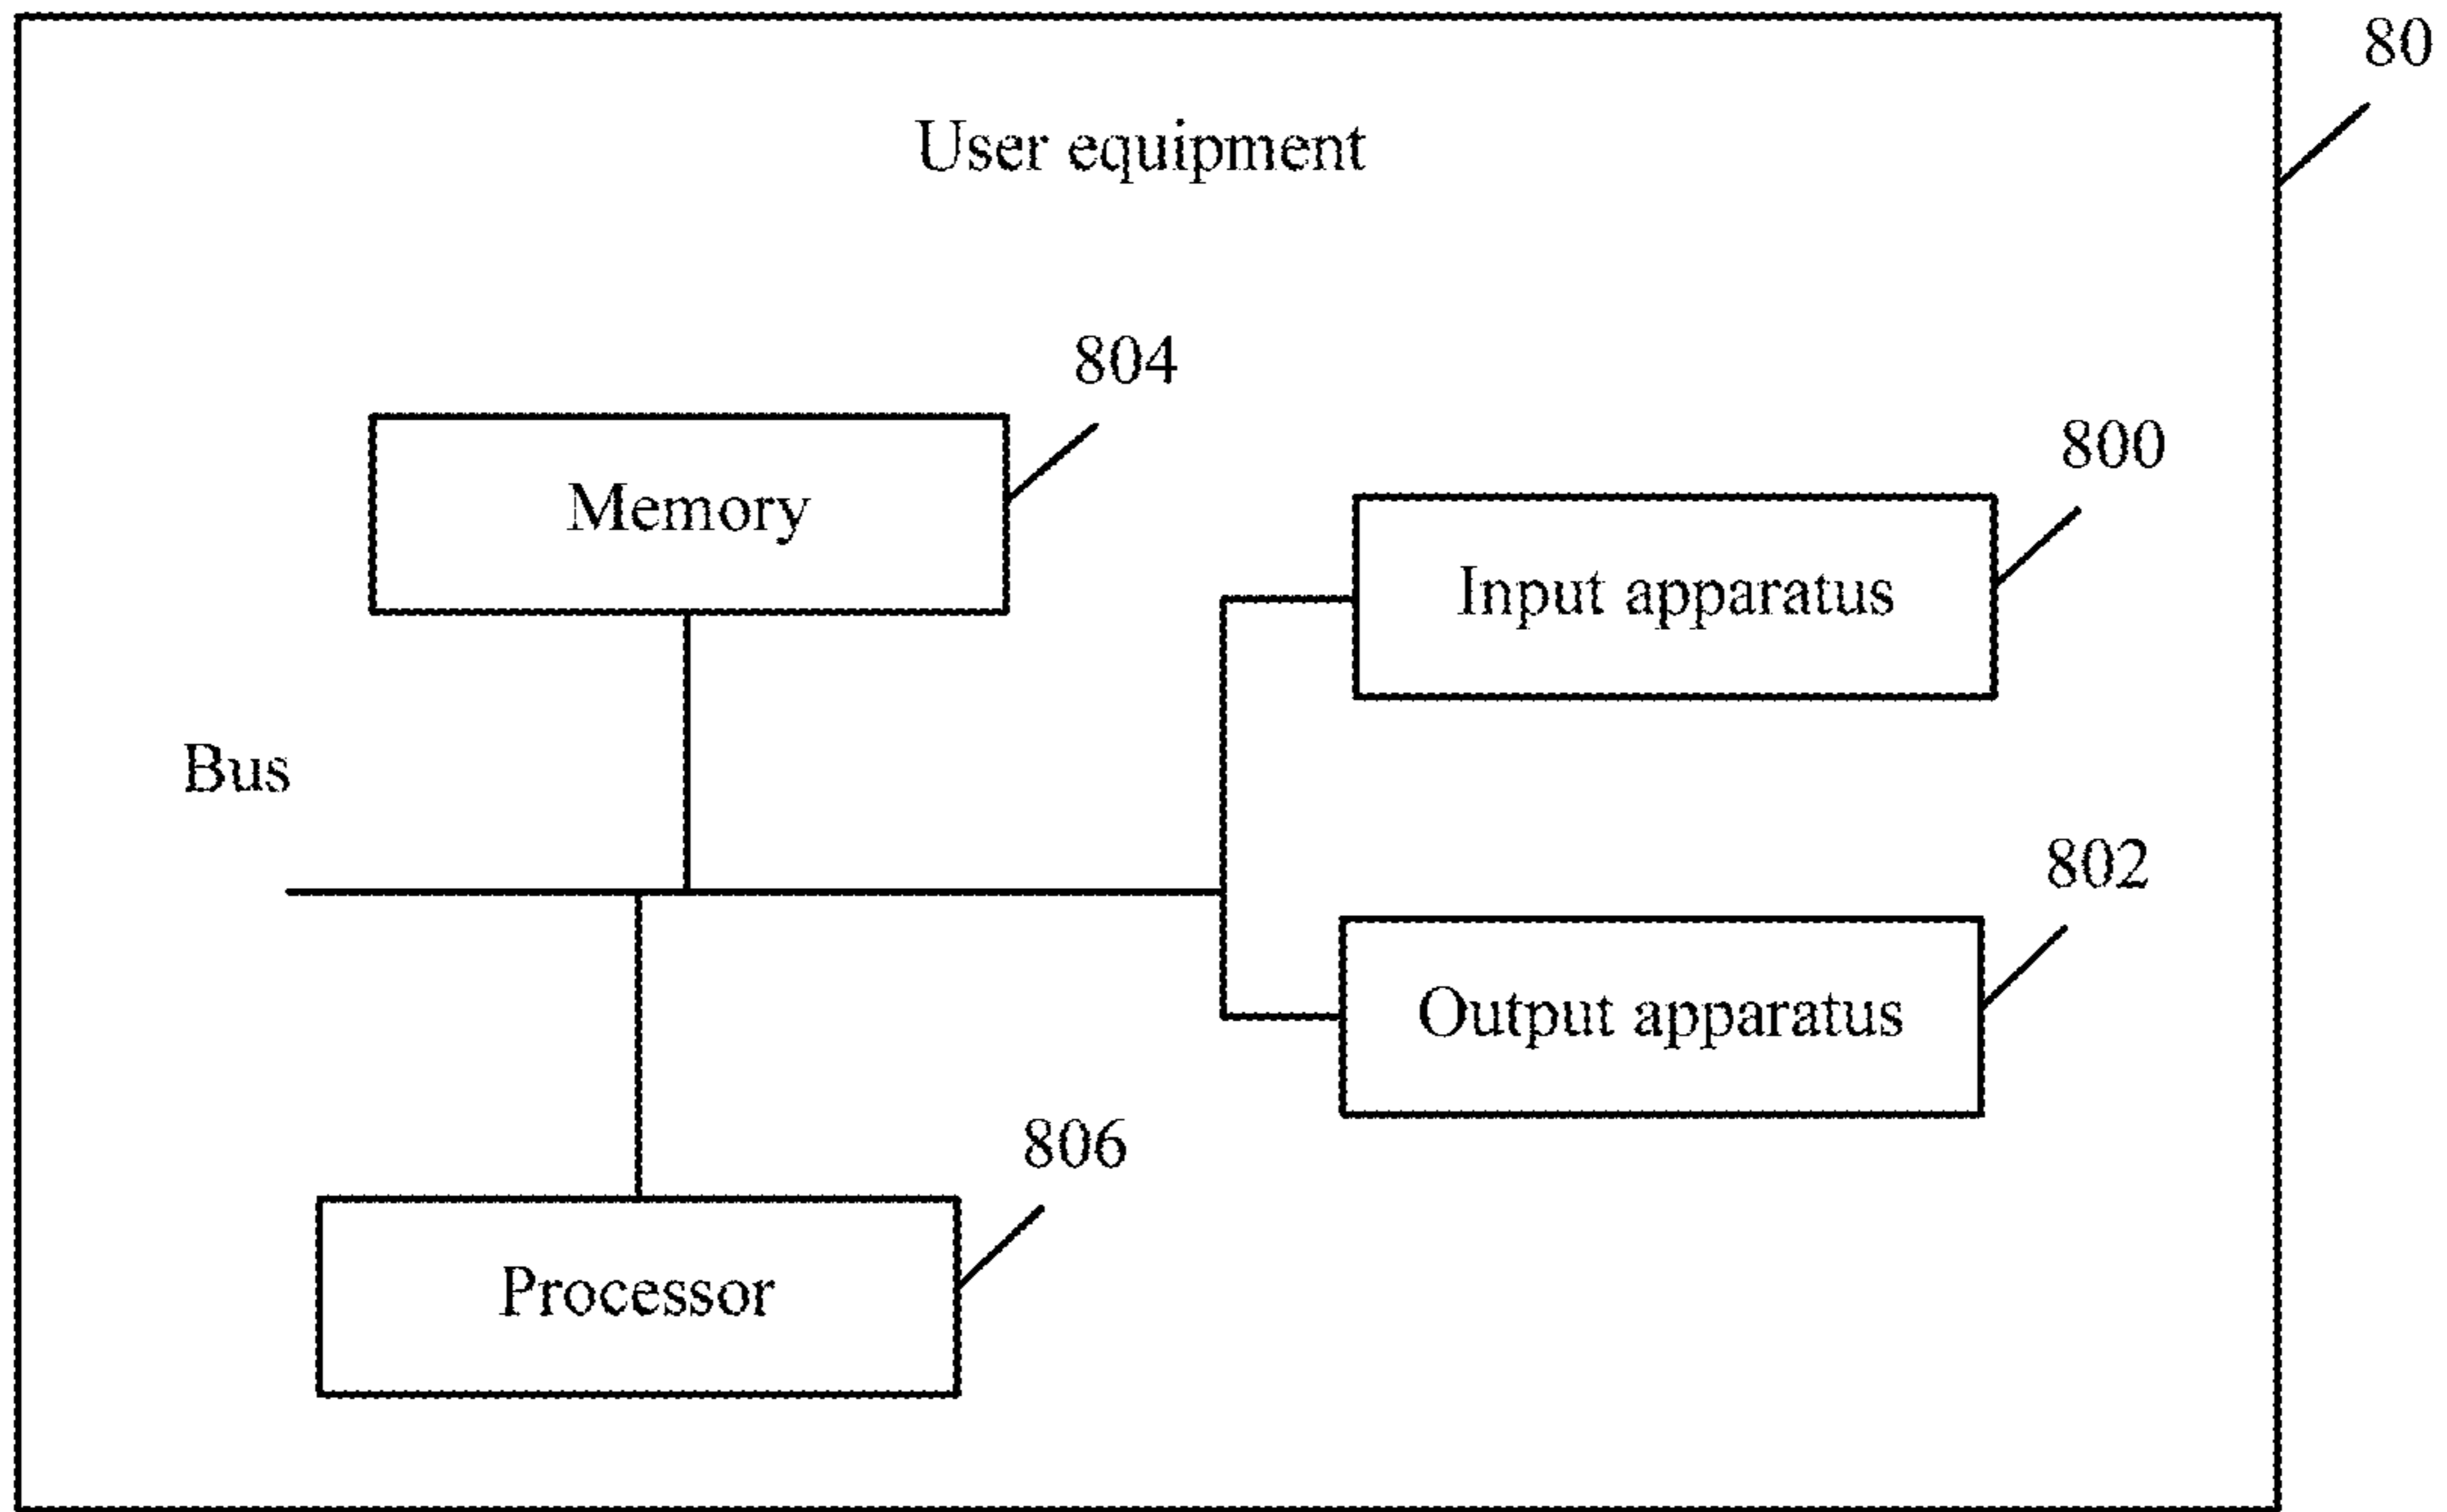 80
User equipment
804
Memory
800
Input apparatus
Bus
802
Output apparatus
806
Processor